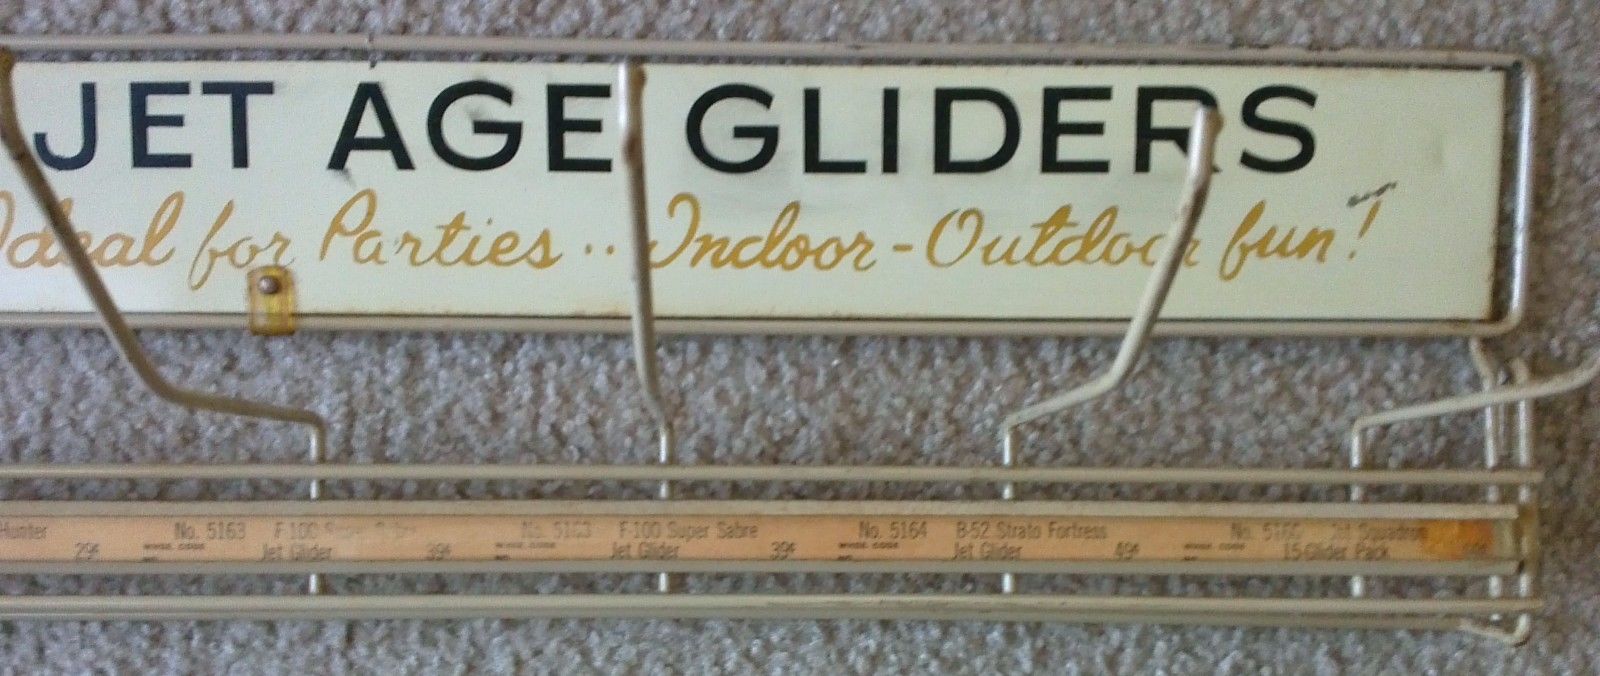 JET AGE GLIDERS
Ideal for Parties .. Indoor - Outdoor fun!
Hunter 29¢
No. 5163 F-100 Super Sabre
Jet Glider 39¢
No. 5163 F-100 Super Sabre
Jet Glider 39¢
No. 5164 B-52 Strato Fortress
Jet Glider 49¢
No. Jet Squadron
15-Glider Pack